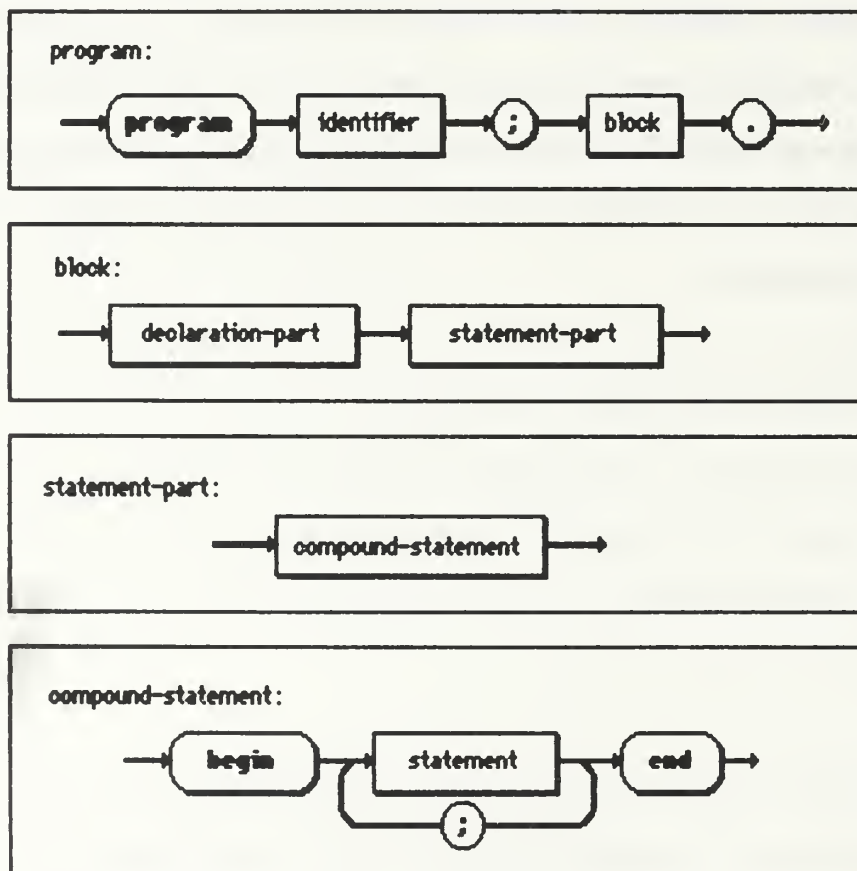 program:
program identifier ; block .
block:
declaration-part statement-part
statement-part:
compound-statement
compound-statement:
begin statement end
;